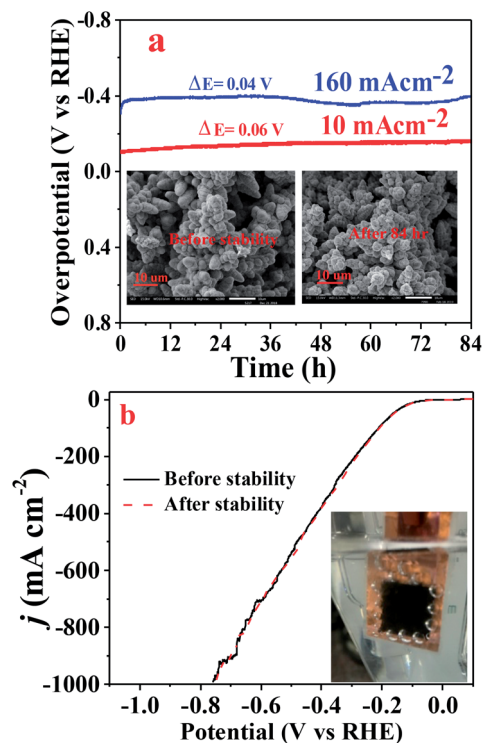 a
-0.8
-0.4
0.0
0.4
0.8
Overpotential (V vs RHE)
ΔE= 0.04 V
160 mAcm-2
ΔE= 0.06 V
10 mAcm-2
Before stability
10 um
After 84 hr
10 um
0 12 24 36 48 60 72 84
Time (h)
b
0
-200
-400
-600
-800
-1000
j (mA cm-2)
Before stability
After stability
-1.0 -0.8 -0.6 -0.4 -0.2 0.0
Potential (V vs RHE)